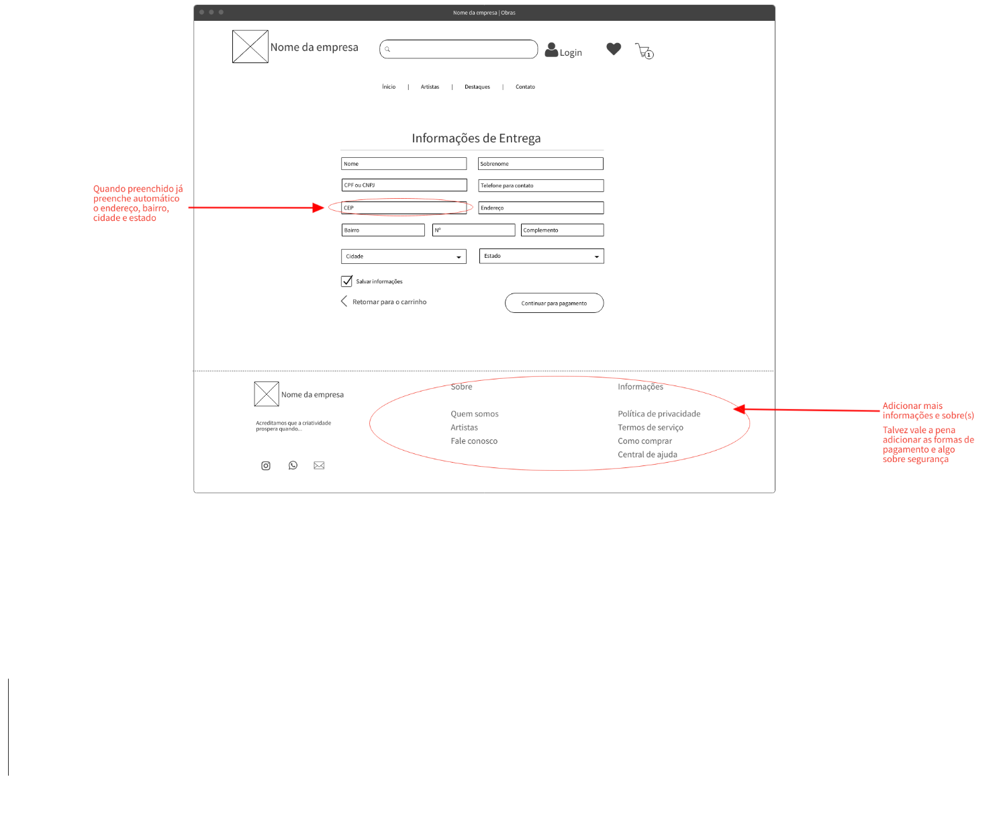 Nome da empresa | Obras
Nome da empresa
Login
1
Ínicio | Artistas | Destaques | Contato
Informações de Entrega
Nome
Sobrenome
CPF ou CNPJ
Telefone para contato
CEP
Endereço
Bairro
Nº
Complemento
Cidade
Estado
Salvar informações
Retornar para o carrinho
Continuar para pagamento
Quando preenchido já
preenche automático
o endereço, bairro,
cidade e estado
Nome da empresa
Acreditamos que a criatividade
prospera quando...
Sobre
Quem somos
Artistas
Fale conosco
Informações
Política de privacidade
Termos de serviço
Como comprar
Central de ajuda
Adicionar mais
informações e sobre(s)
Talvez vale a pena
adicionar as formas de
pagamento e algo
sobre segurança